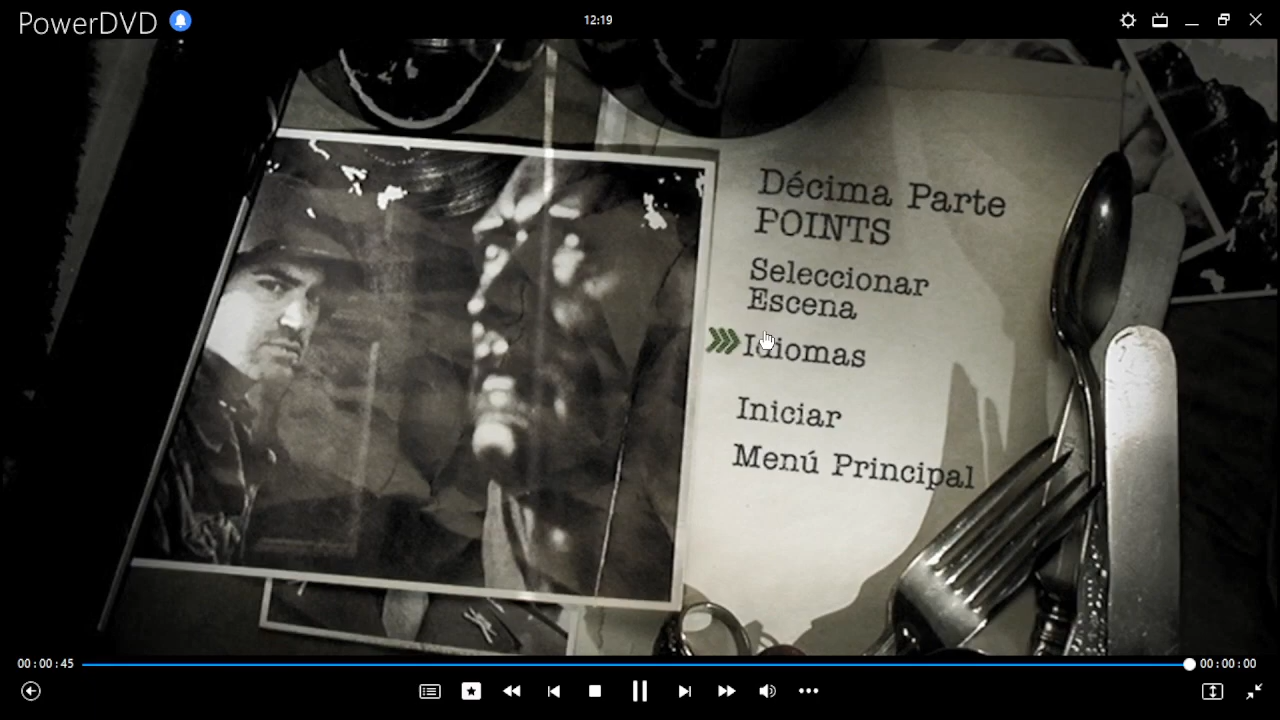 PowerDVD
12:19
Décima Parte
POINTS
Seleccionar
Escena
Idiomas
Iniciar
Menú Principal
00:00:45
00:00:00